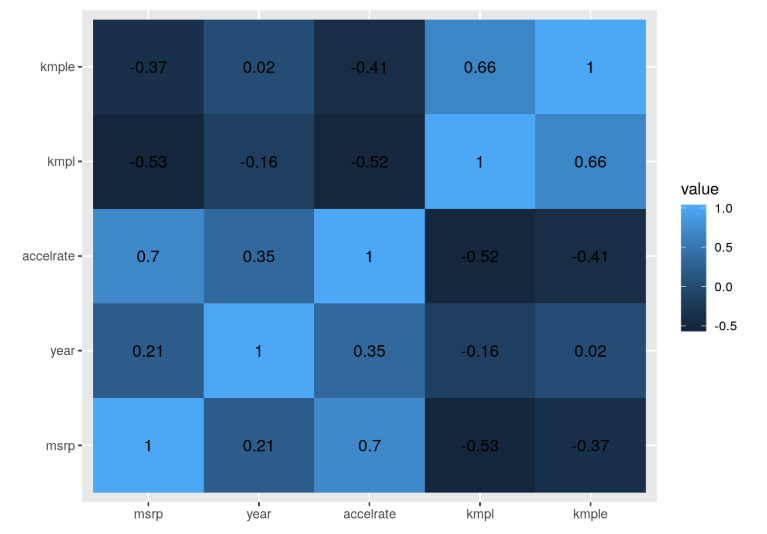 kmple -0.37 0.02 -0.41 0.66 1
kmpl -0.53 -0.16 -0.52 1 0.66
accelrate 0.7 0.35 1 -0.52 -0.41
year 0.21 1 0.35 -0.16 0.02
msrp 1 0.21 0.7 -0.53 -0.37
msrp year accelrate kmpl kmple
value
1.0
0.5
0.0
-0.5